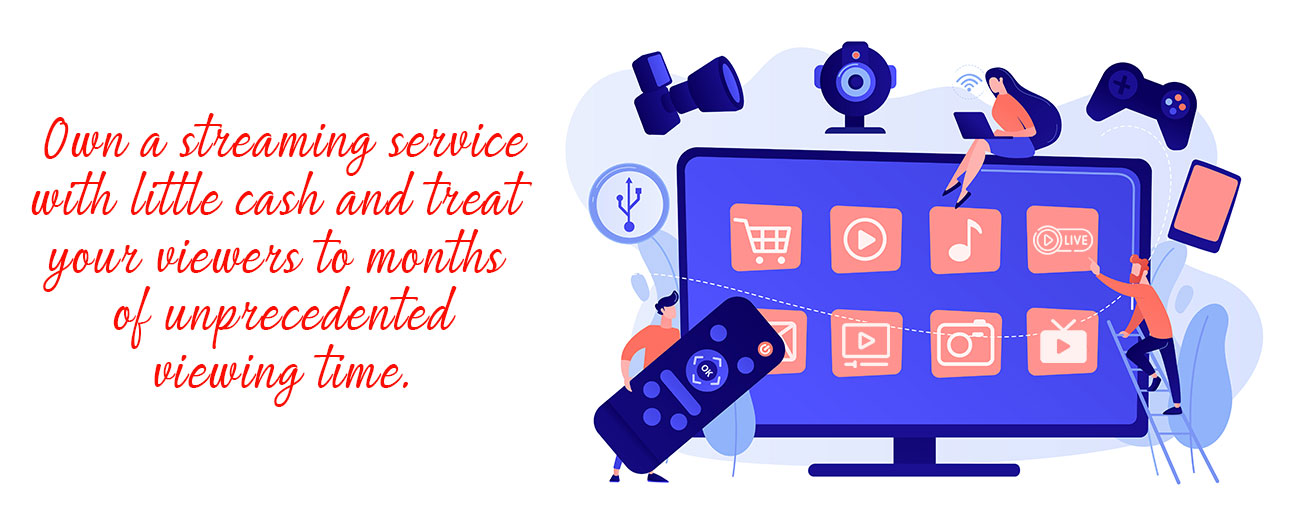 Own a streaming service
with little cash and treat
your viewers to months
of unprecedented
viewing time.
LIVE
OK